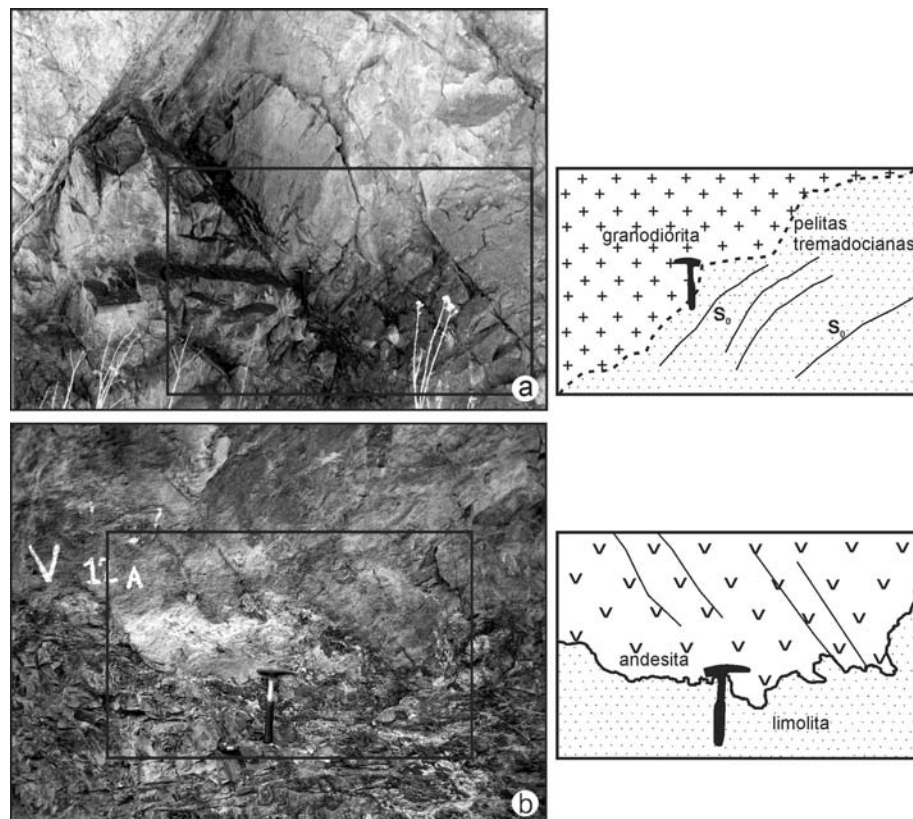 granodiorita
pelitas
tremadocianas
S₀
S₀
a
V 12 A
andesita
limolita
b